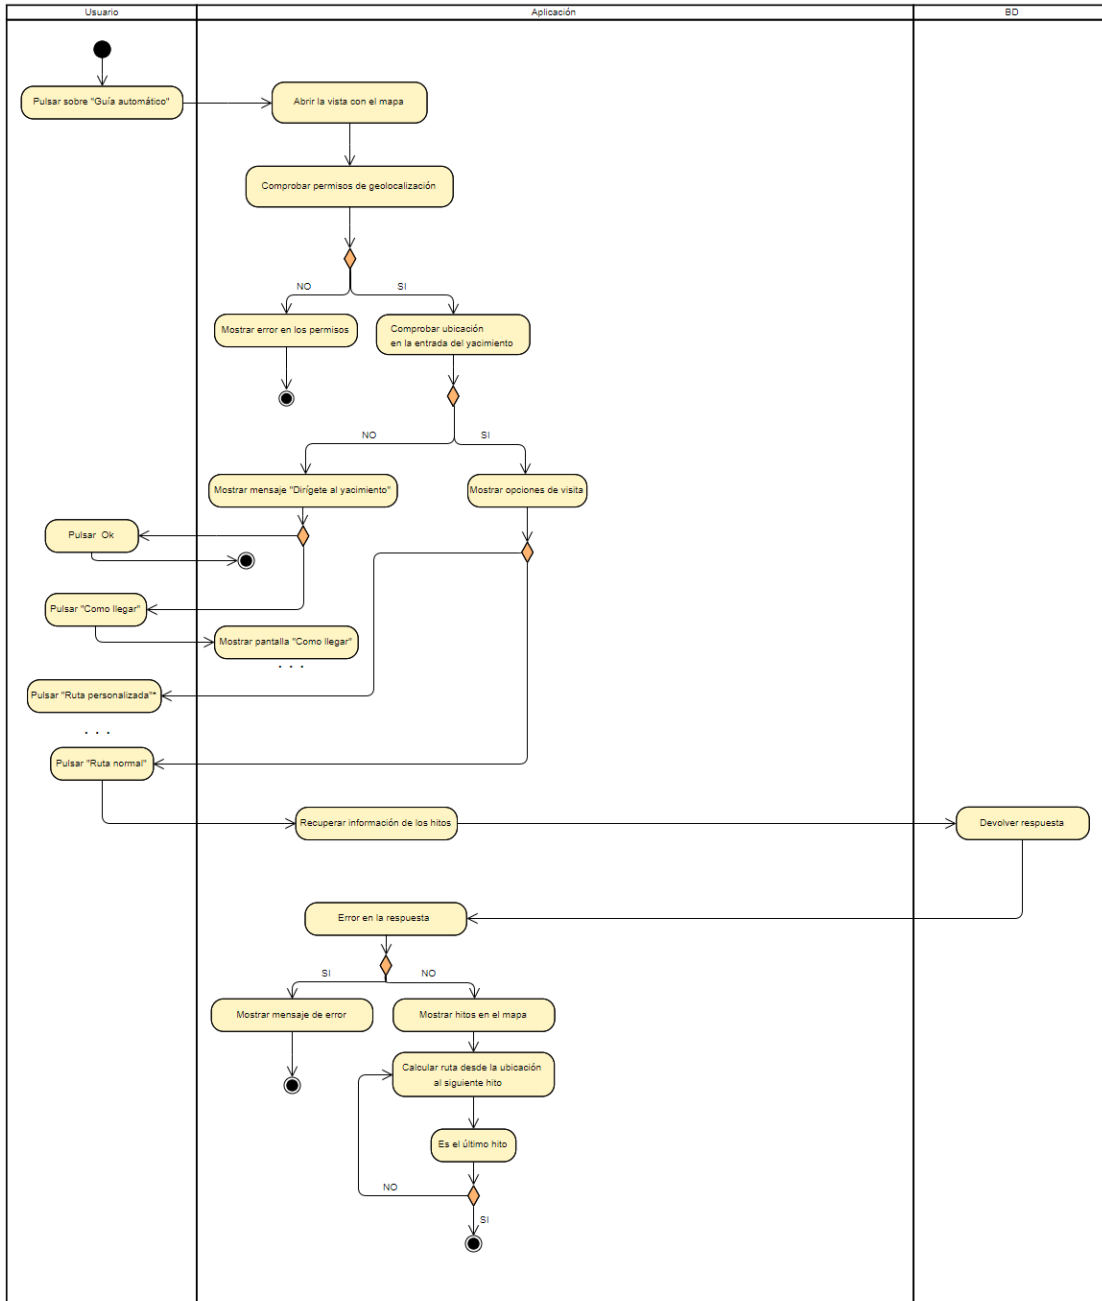 Usuario
Aplicación
BD
Pulsar sobre "Guía automático"
Abrir la vista con el mapa
Comprobar permisos de geolocalización
NO
SI
Mostrar error en los permisos
Comprobar ubicación
en la entrada del yacimiento
NO
SI
Mostrar mensaje "Dirígete al yacimiento"
Mostrar opciones de visita
Pulsar Ok
Pulsar "Como llegar"
Mostrar pantalla "Como llegar"
. . .
Pulsar "Ruta personalizada"*
. . .
Pulsar "Ruta normal"
Recuperar información de los hitos
Devolver respuesta
Error en la respuesta
SI
NO
Mostrar mensaje de error
Mostrar hitos en el mapa
Calcular ruta desde la ubicación
al siguiente hito
Es el último hito
NO
SI